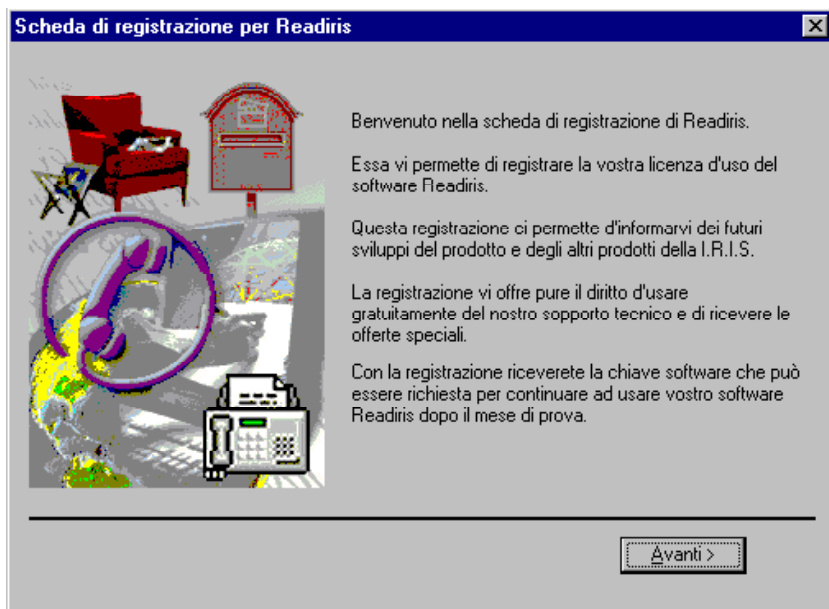 Scheda di registrazione per Readiris
Benvenuto nella scheda di registrazione di Readiris.
Essa vi permette di registrare la vostra licenza d'uso del
software Readiris.
Questa registrazione ci permette d'informarvi dei futuri
sviluppi del prodotto e degli altri prodotti della I.R.I.S.
La registrazione vi offre pure il diritto d'usare
gratuitamente del nostro sopporto tecnico e di ricevere le
offerte speciali.
Con la registrazione riceverete la chiave software che può
essere richiesta per continuare ad usare vostro software
Readiris dopo il mese di prova.
Avanti >